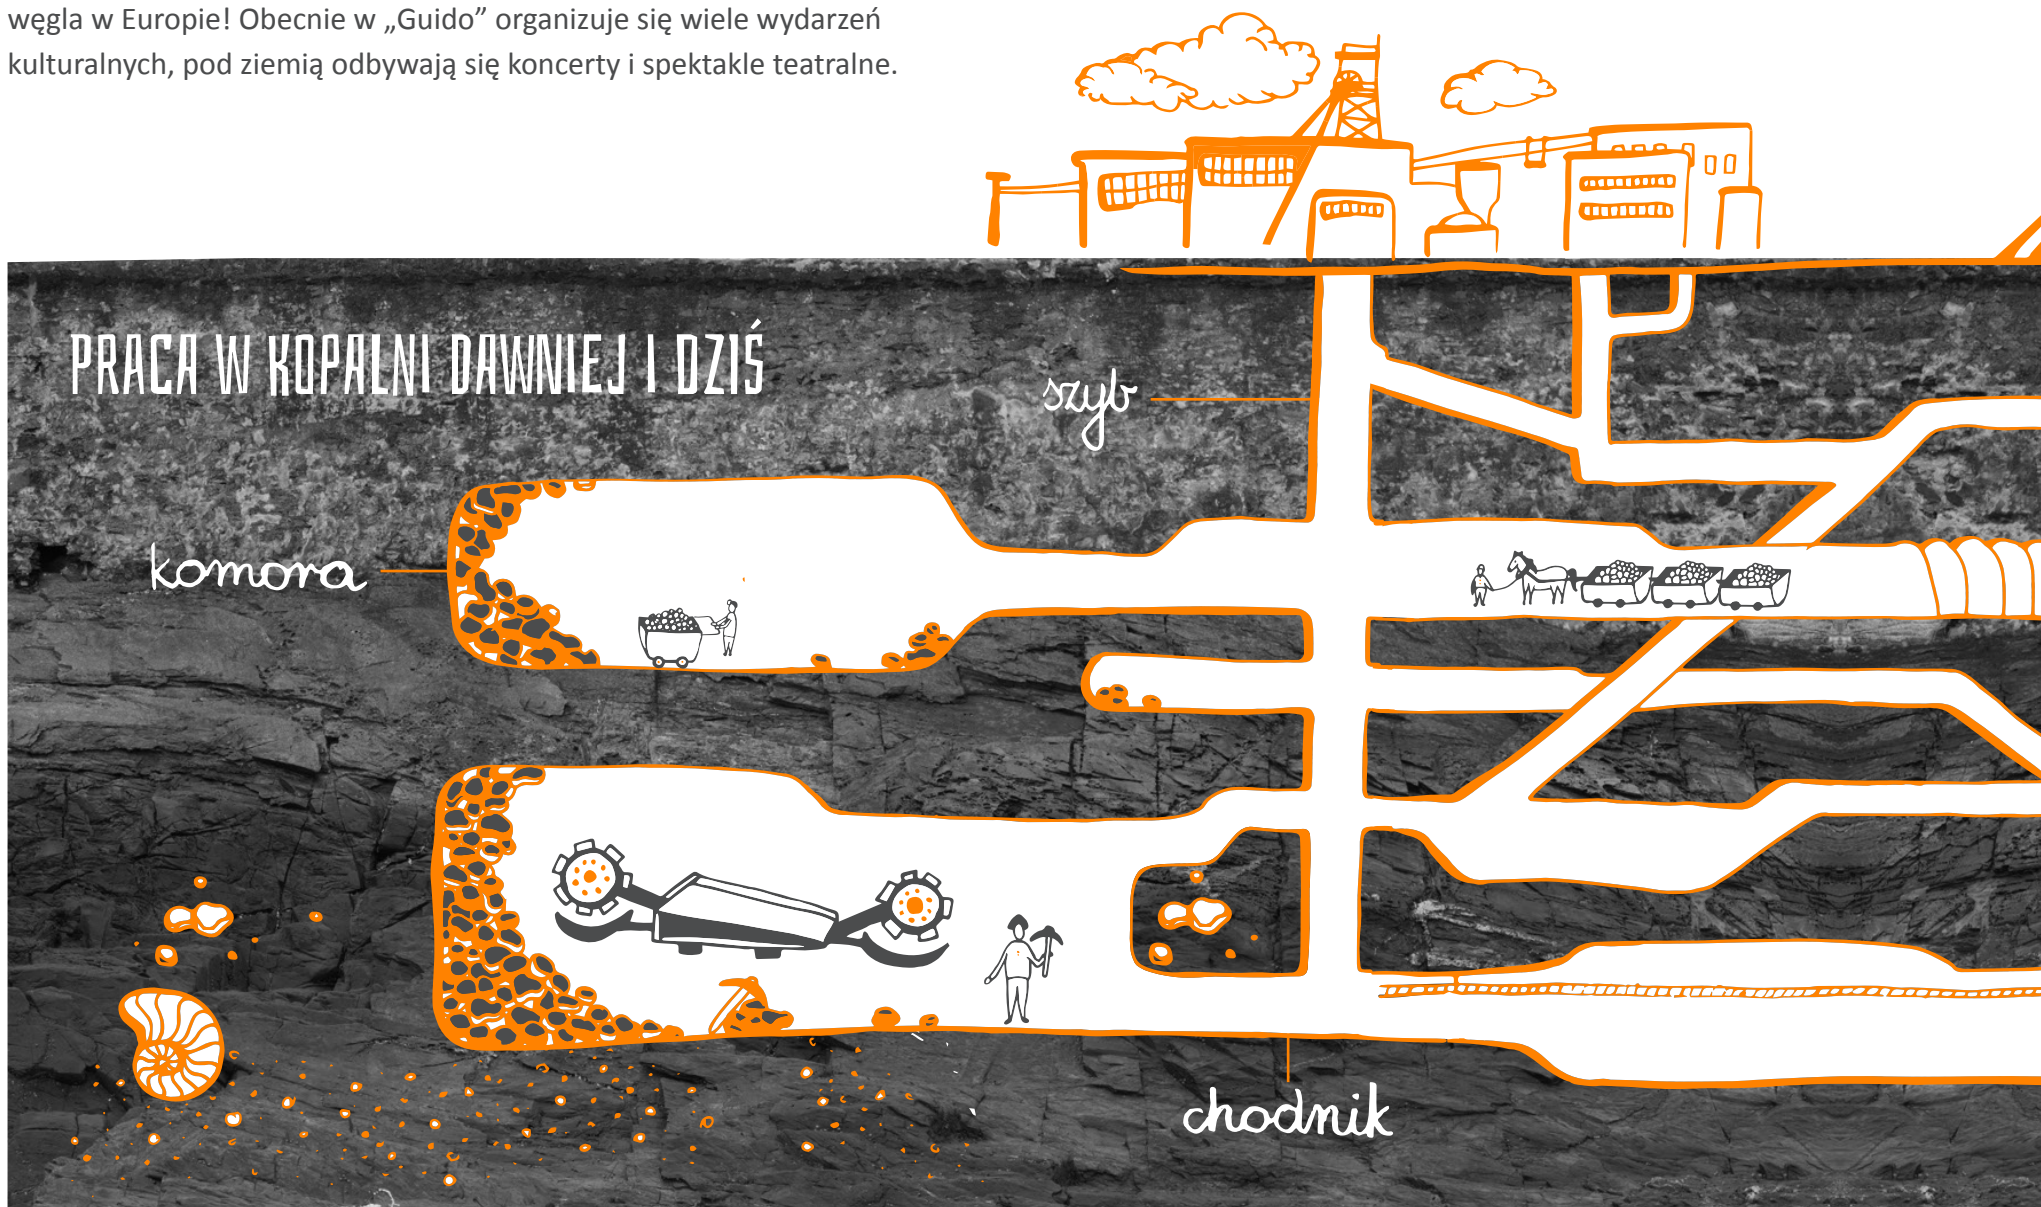 węgla w Europie! Obecnie w „Guido” organizuje się wiele wydarzeń
kulturalnych, pod ziemią odbywają się koncerty i spektakle teatralne.
PRACA W KOPALNI DAWNIEJ I DZIŚ
szyb
komora
chodnik